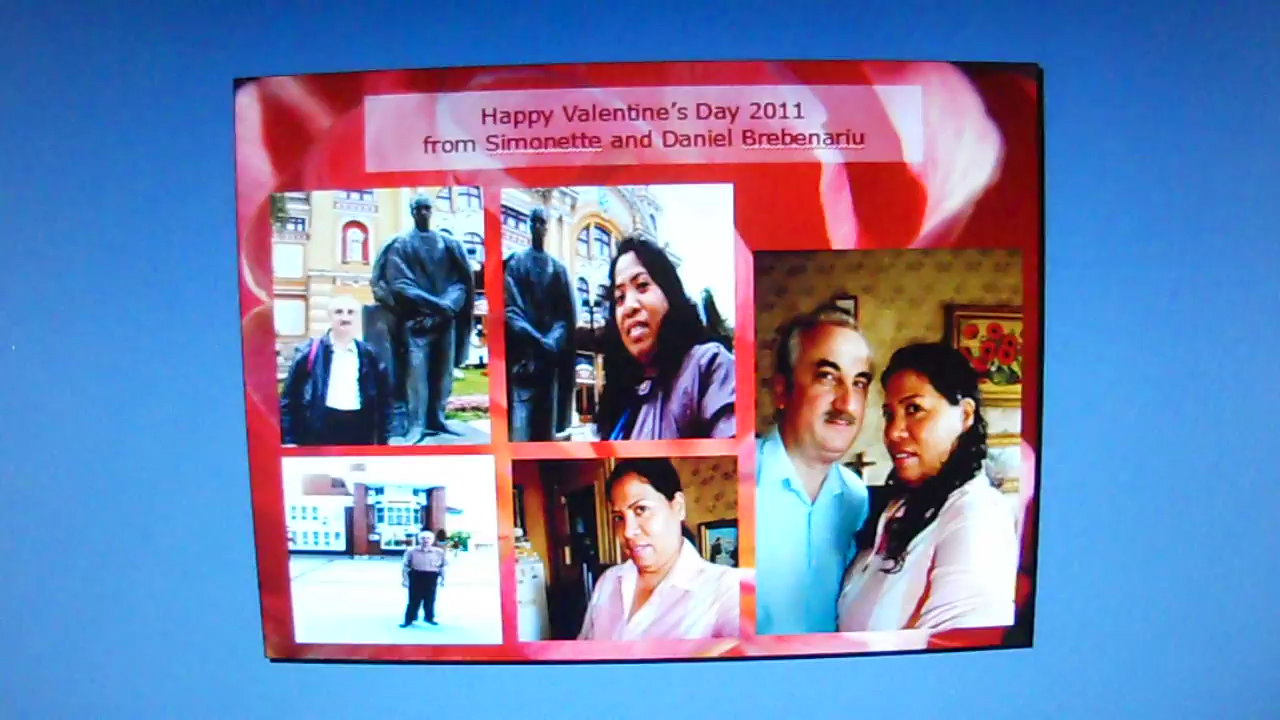 Happy Valentine's Day 2011
from Simonette and Daniel Brebenariu